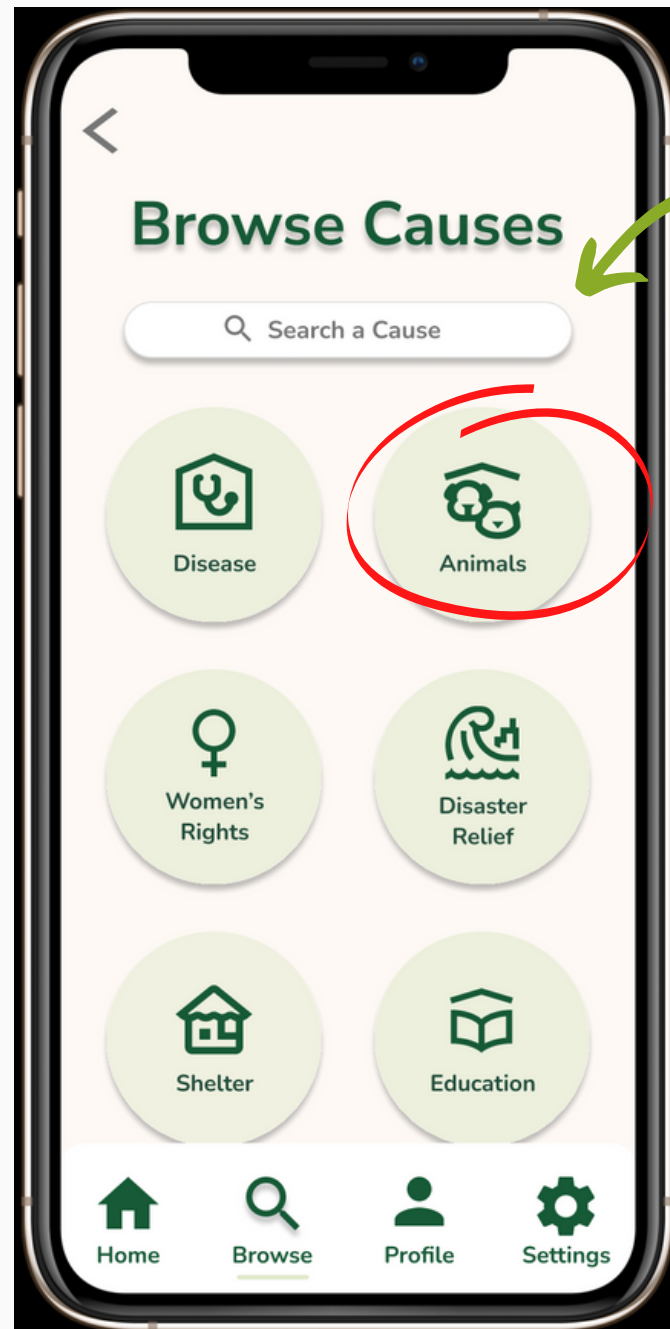 Browse Causes
Search a Cause
Disease
Animals
Women's
Rights
Disaster
Relief
Shelter
Education
Home
Browse
Profile
Settings